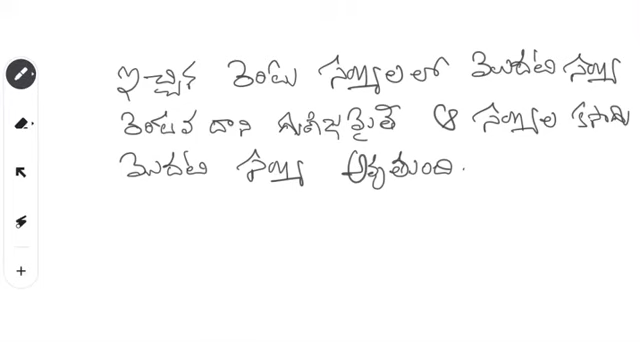 ఇచ్చిన రెండు సంఖ్యలలో మొదటి సంఖ్య
రెండవ దాని గుణిజమైతే ఆ సంఖ్యల కసాగు
మొదటి సంఖ్య అవుతుంది.